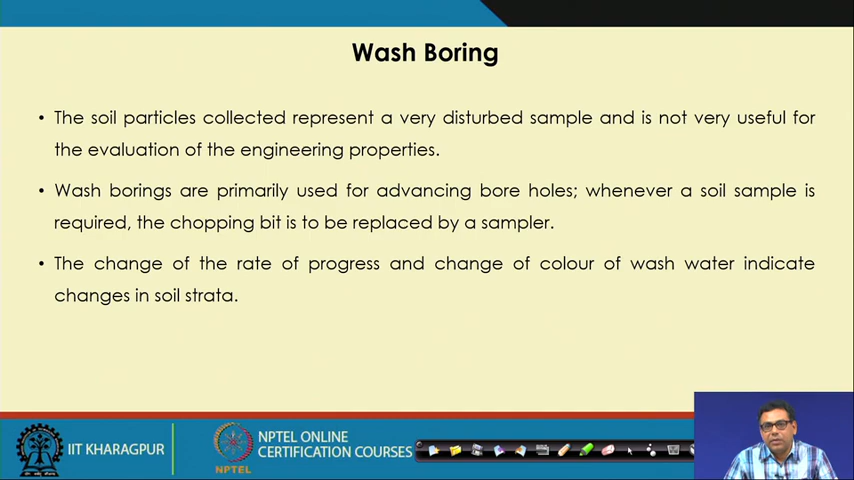 Wash Boring
• The soil particles collected represent a very disturbed sample and is not very useful for
the evaluation of the engineering properties.
• Wash borings are primarily used for advancing bore holes; whenever a soil sample is
required, the chopping bit is to be replaced by a sampler.
• The change of the rate of progress and change of colour of wash water indicate
changes in soil strata.
IIT KHARAGPUR
NPTEL
NPTEL ONLINE
CERTIFICATION COURSES